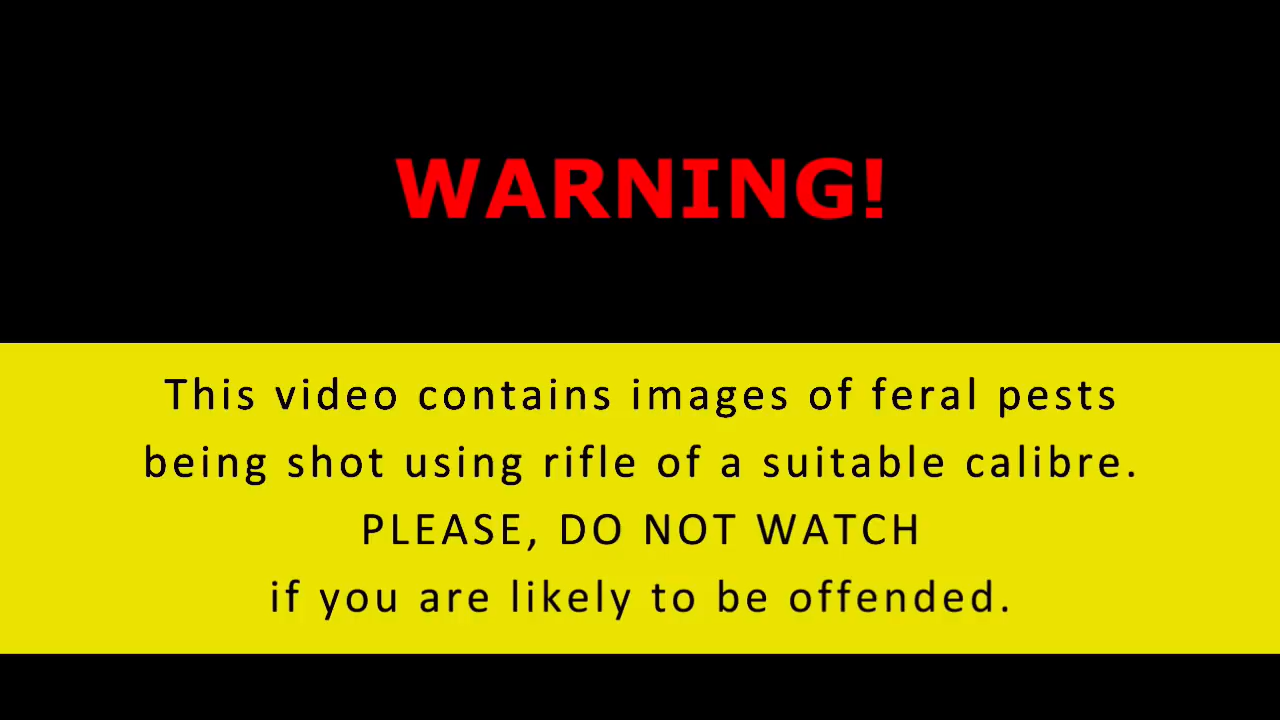 WARNING!
This video contains images of feral pests
being shot using rifle of a suitable calibre.
PLEASE, DO NOT WATCH
if you are likely to be offended.